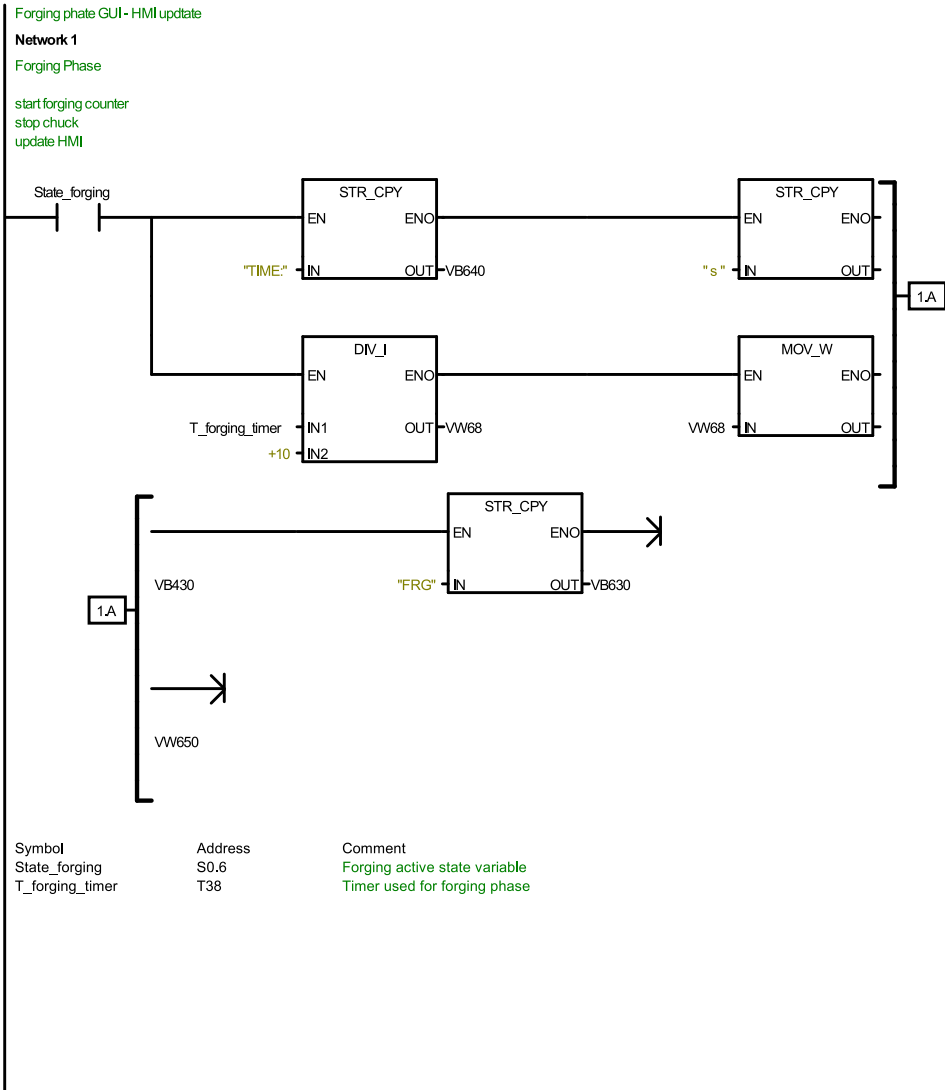 Forging phate GUI - HMI updtate
Network 1
Forging Phase
start forging counter
stop chuck
update HMI
State_forging
STR_CPY
EN ENO
"TIME:" IN OUT VB640
STR_CPY
EN ENO
" s " IN OUT
1.A
DIV_I
EN ENO
T_forging_timer IN1 OUT VW68
+10 IN2
MOV_W
EN ENO
VW68 IN OUT
STR_CPY
EN ENO
VB430
"FRG" IN OUT VB630
1.A
VW650
Symbol Address Comment
State_forging S0.6 Forging active state variable
T_forging_timer T38 Timer used for forging phase